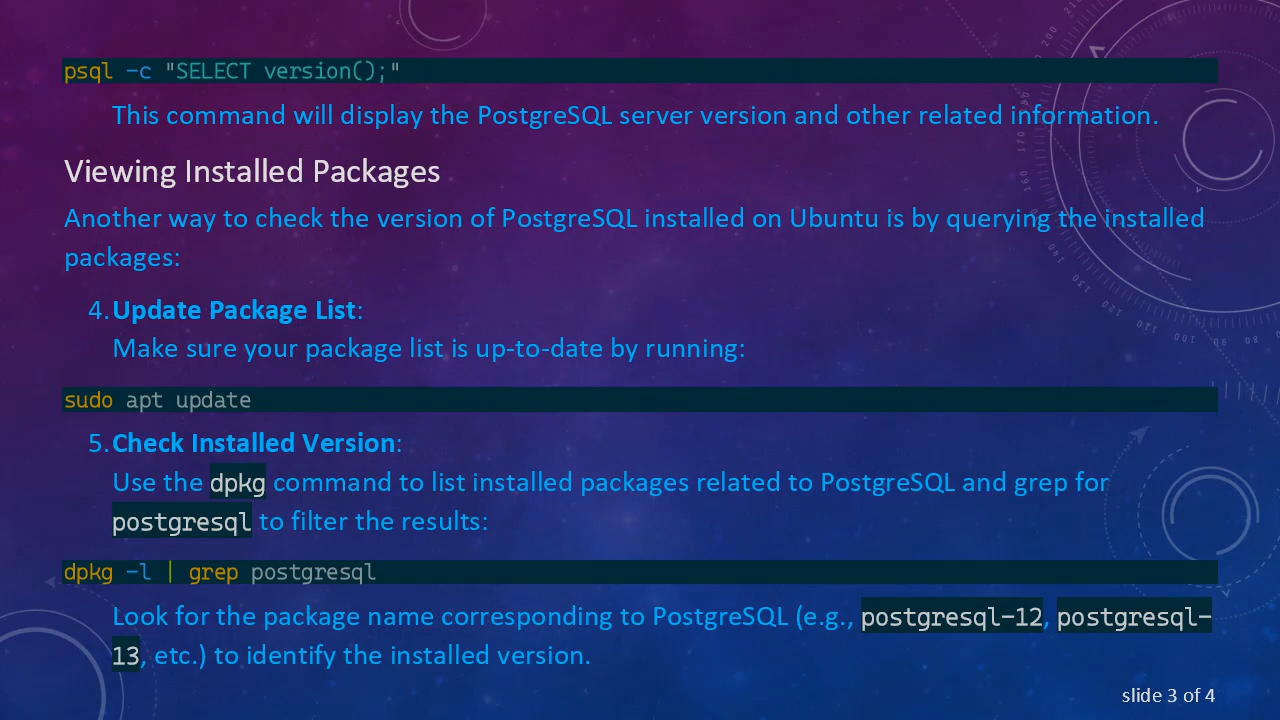 psql -c "SELECT version();"
This command will display the PostgreSQL server version and other related information.
Viewing Installed Packages
Another way to check the version of PostgreSQL installed on Ubuntu is by querying the installed
packages:
4. Update Package List:
Make sure your package list is up-to-date by running:
sudo apt update
5. Check Installed Version:
Use the dpkg command to list installed packages related to PostgreSQL and grep for
postgresql to filter the results:
dpkg -l | grep postgresql
Look for the package name corresponding to PostgreSQL (e.g., postgresql-12, postgresql-
13, etc.) to identify the installed version.
slide 3 of 4